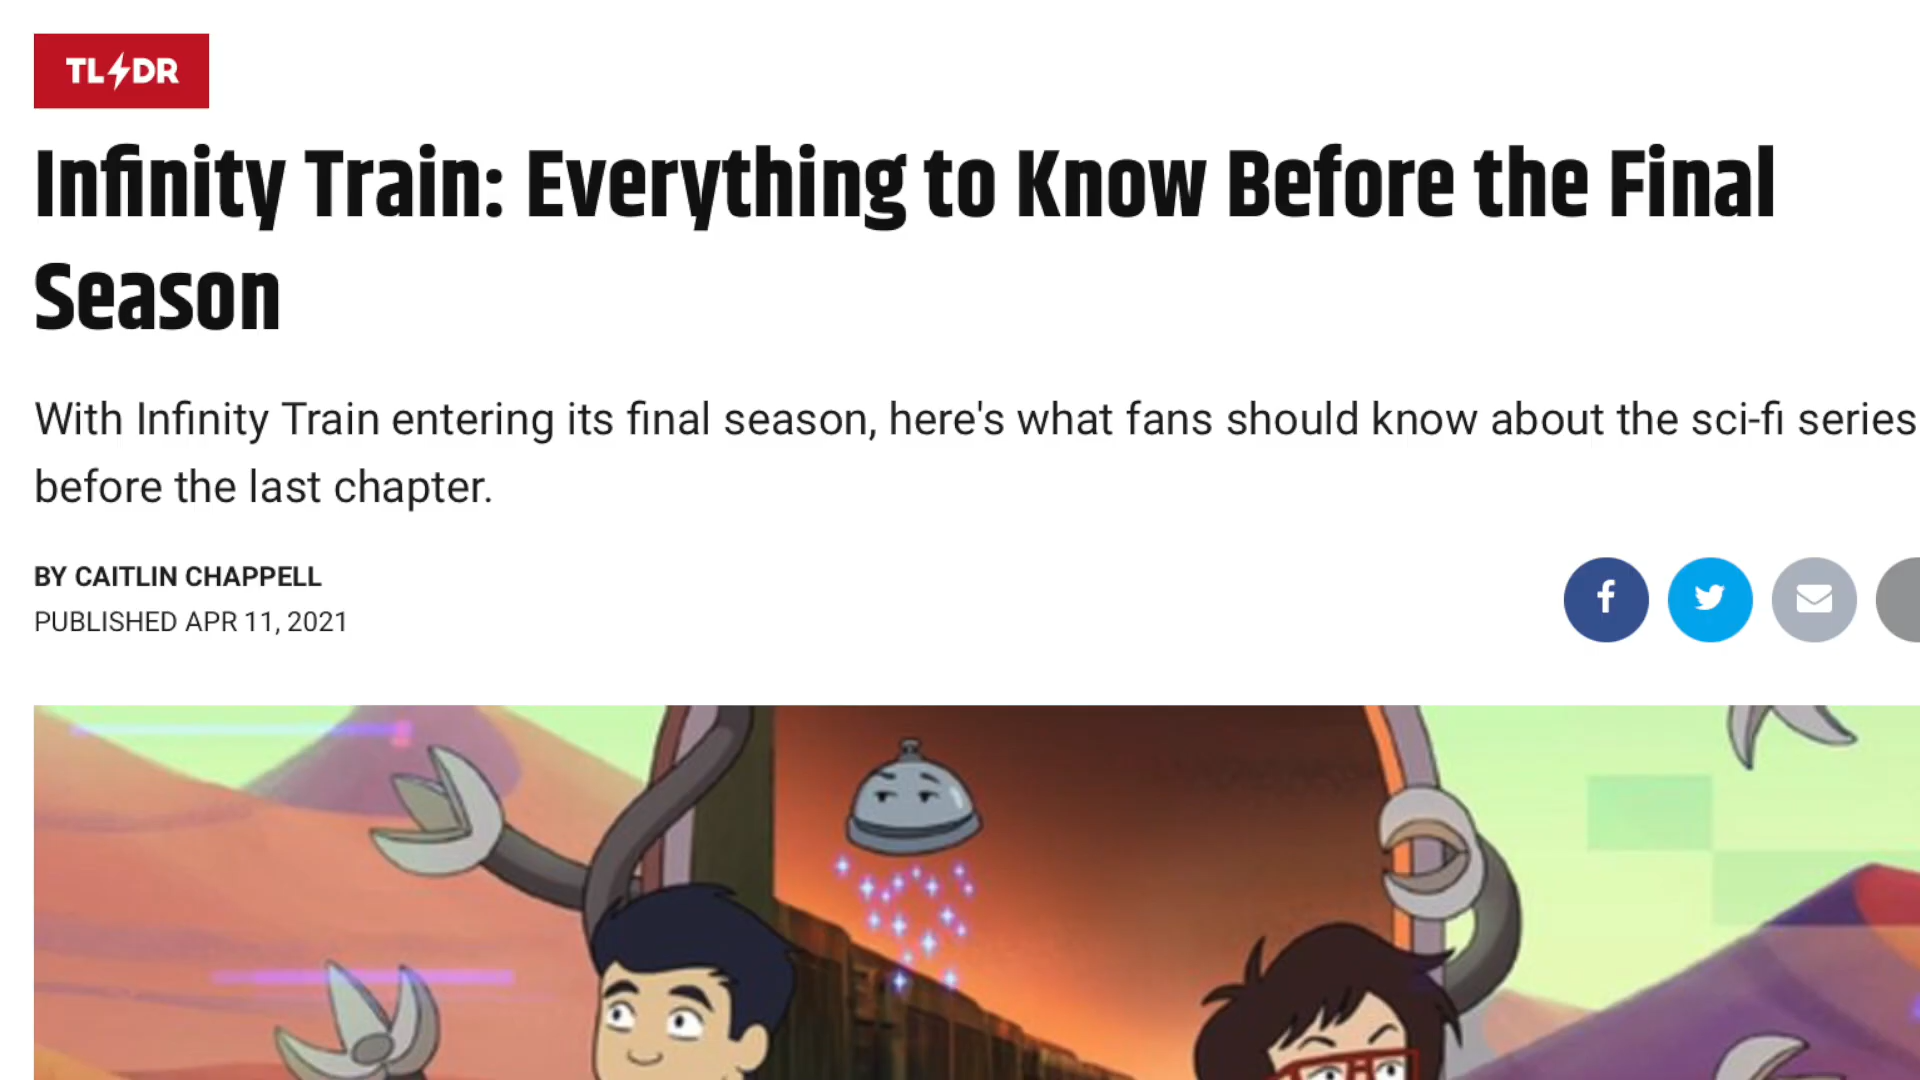 TL DR
Infinity Train: Everything to Know Before the Final
Season
With Infinity Train entering its final season, here's what fans should know about the sci-fi series
before the last chapter.
BY CAITLIN CHAPPELL
PUBLISHED APR 11, 2021